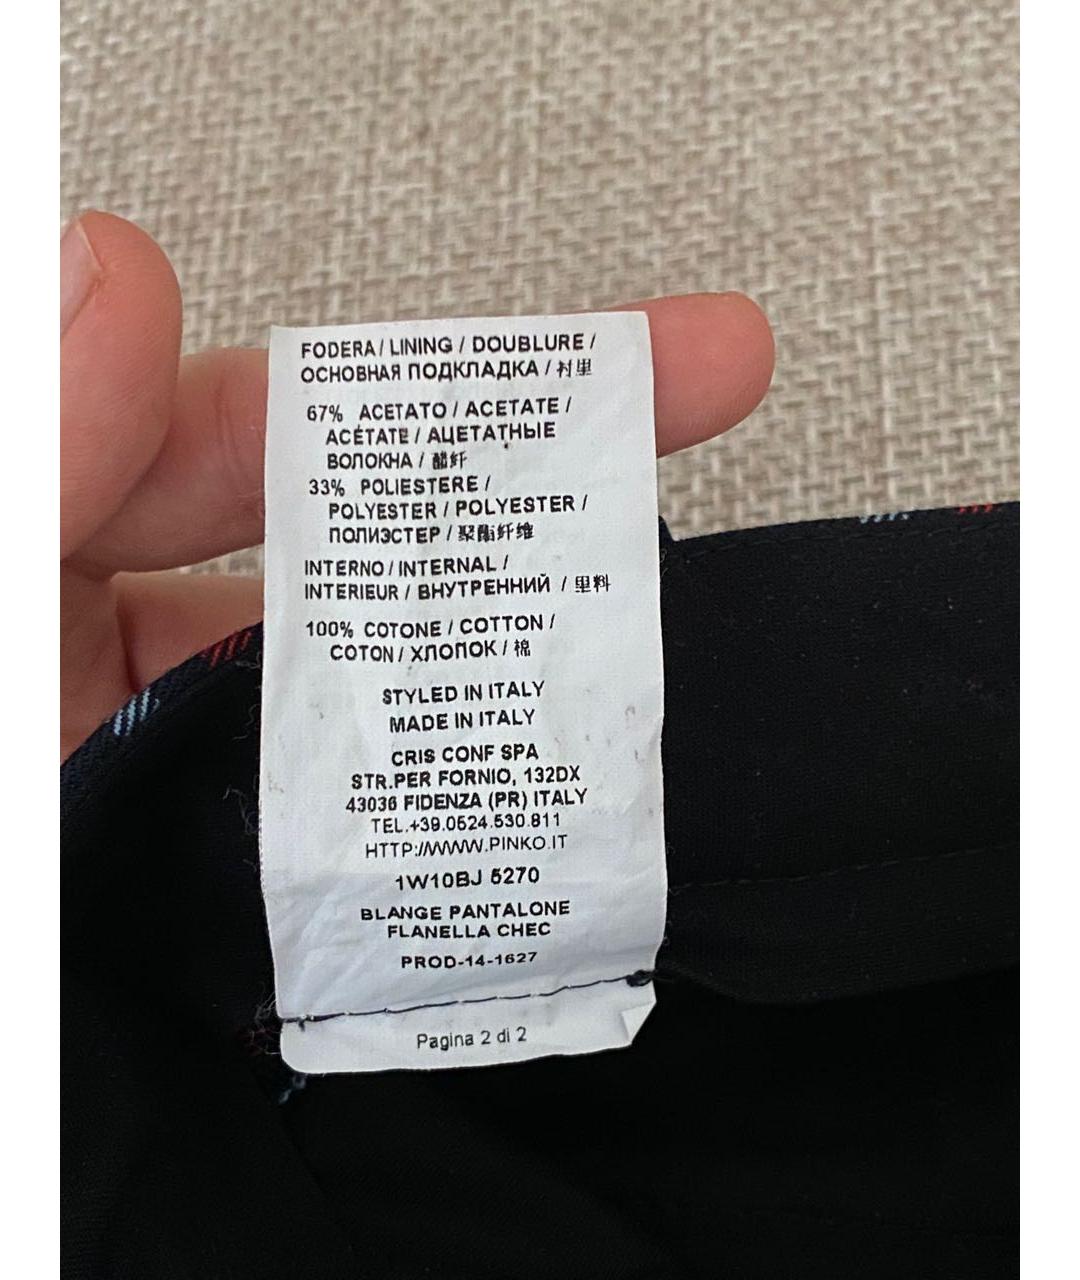 FODERA / LINING / DOUBLURE /
ОСНОВНАЯ ПОДКЛАДКА / 衬里
67% ACETATO / ACETATE /
ACÉTATE / АЦЕТАТНЫЕ
ВОЛОКНА / 醋纤
33% POLIESTERE /
POLYESTER / POLYESTER /
ПОЛИЭСТЕР / 聚酯纤维
INTERNO / INTERNAL /
INTERIEUR / ВНУТРЕННИЙ / 里料
100% COTONE / COTTON /
COTON / ХЛОПОК / 棉
STYLED IN ITALY
MADE IN ITALY
CRIS CONF SPA
STR.PER FORNIO, 132DX
43036 FIDENZA (PR) ITALY
TEL.+39.0524.530.811
HTTP://WWW.PINKO.IT
1W10BJ 5270
BLANGE PANTALONE
FLANELLA CHEC
PROD-14-1627
Pagina 2 di 2